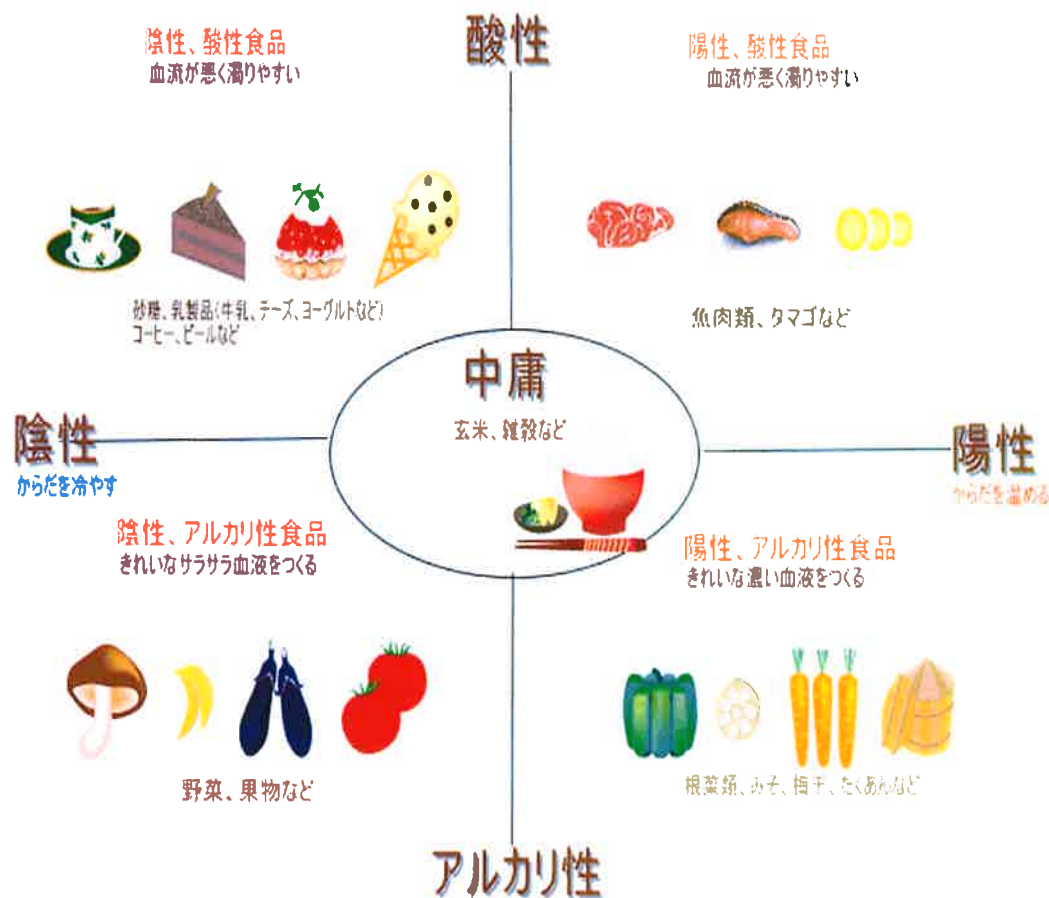 酸性
陰性、酸性食品
血流が悪く濁りやすい
陽性、酸性食品
血流が悪く濁りやすい
砂糖、乳製品(牛乳、チーズ、ヨーグルトなど)
コーヒー、ビールなど
魚肉類、タマゴなど
中庸
玄米、雑穀など
陰性
からだを冷やす
陽性
からだを温める
陰性、アルカリ性食品
きれいなサラサラ血液をつくる
陽性、アルカリ性食品
きれいな濃い血液をつくる
野菜、果物など
根菜類、みそ、梅干、たくあんなど
アルカリ性